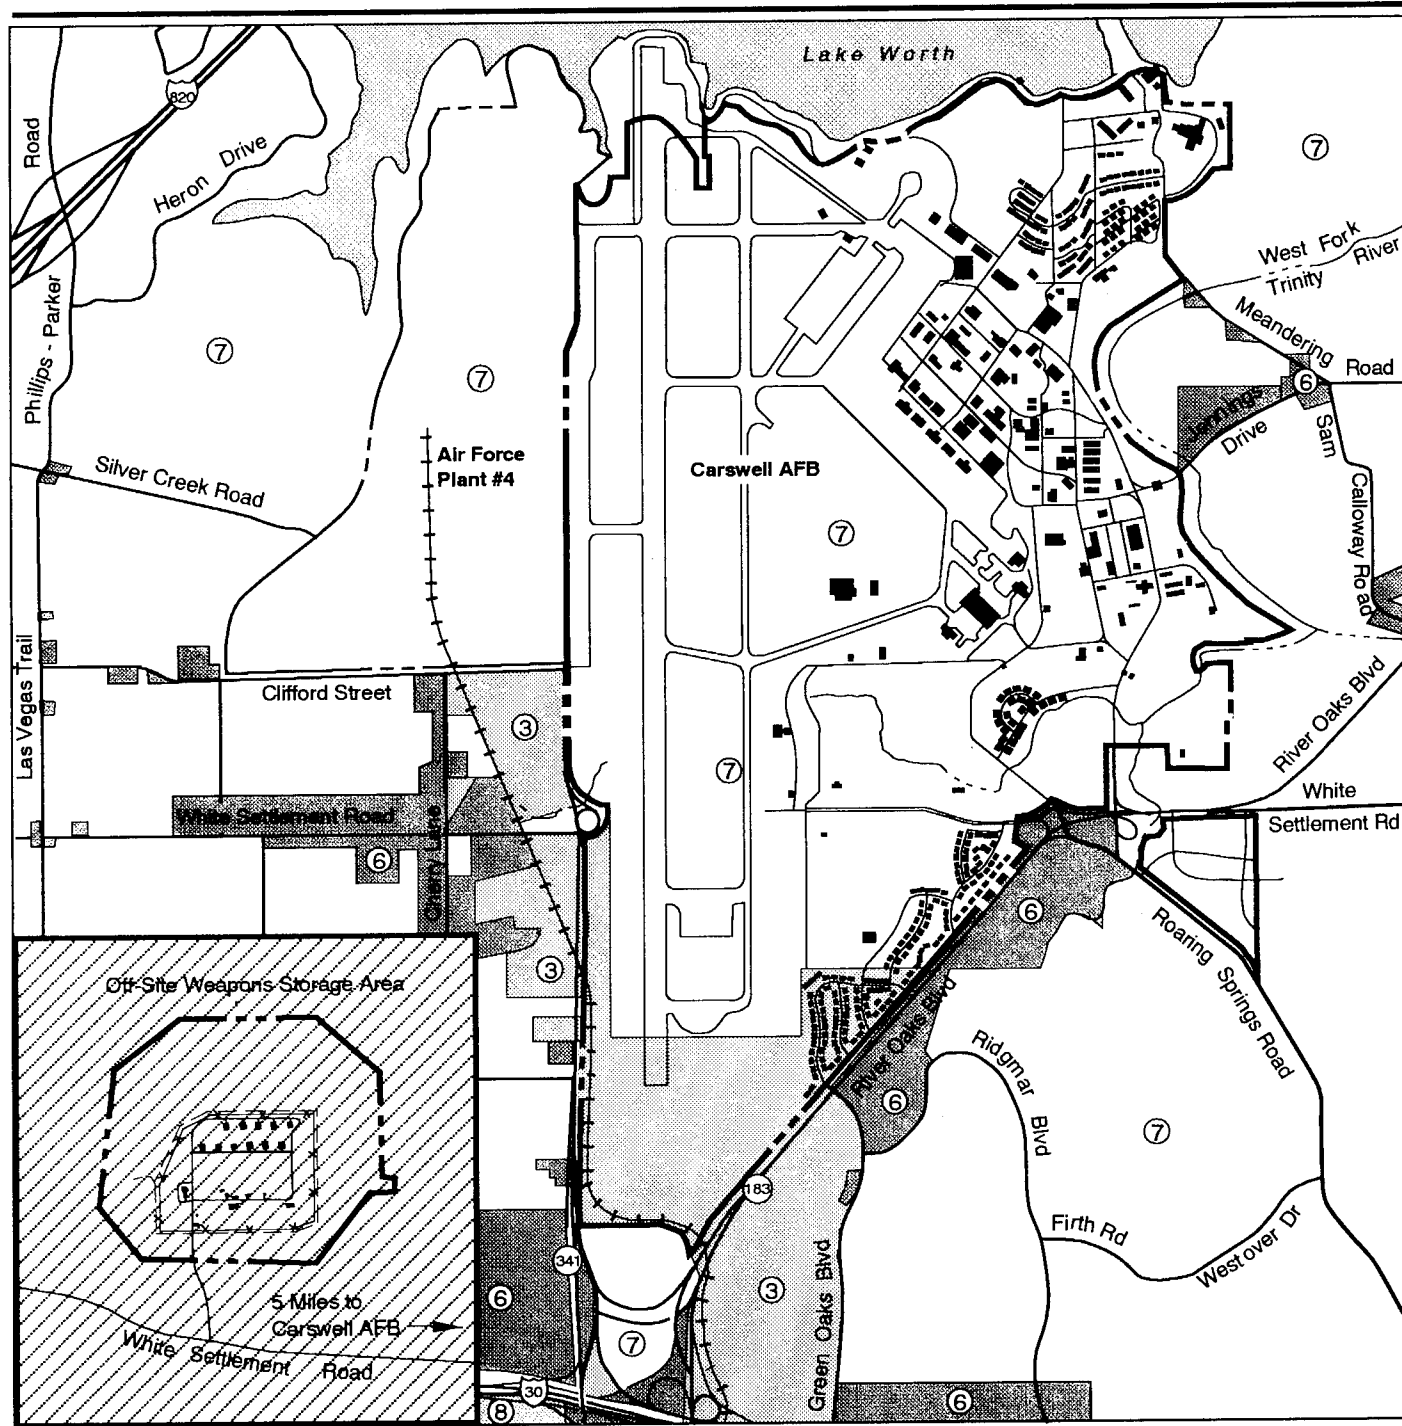 Lake Worth
820
Road
Heron Drive
7
West Fork
Trinity River
Phillips - Parker
7
7
Meandering
Road
6
Jennings
Drive
Sam
Calloway Road
Air Force
Plant #4
Carswell AFB
Silver Creek Road
7
Las Vegas Trail
Clifford Street
3
7
River Oaks Blvd
White
Settlement Rd
White Settlement Road
6
Cherry Lane
6
Roaring Springs Road
3
Off-Site Weapons Storage Area
River Oaks Blvd
Ridgmar
Blvd
6
7
183
Firth Rd
Westover Dr
341
3
Green Oaks Blvd
6
5 Miles to
Carswell AFB
White Settlement Road
7
30
8
6